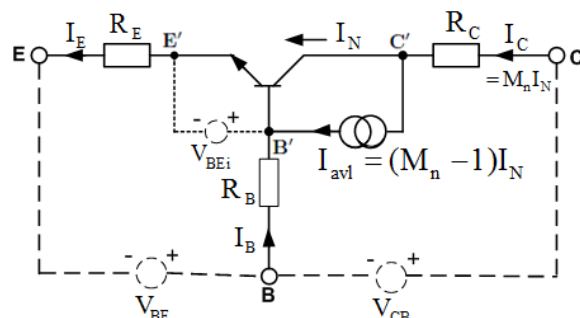 E I_E R_E E′ I_N C′ R_C I_C C
= M_n I_N
- + B′
V_BEi I_avl = (M_n − 1)I_N
R_B
I_B
- + - +
V_BE B V_CB